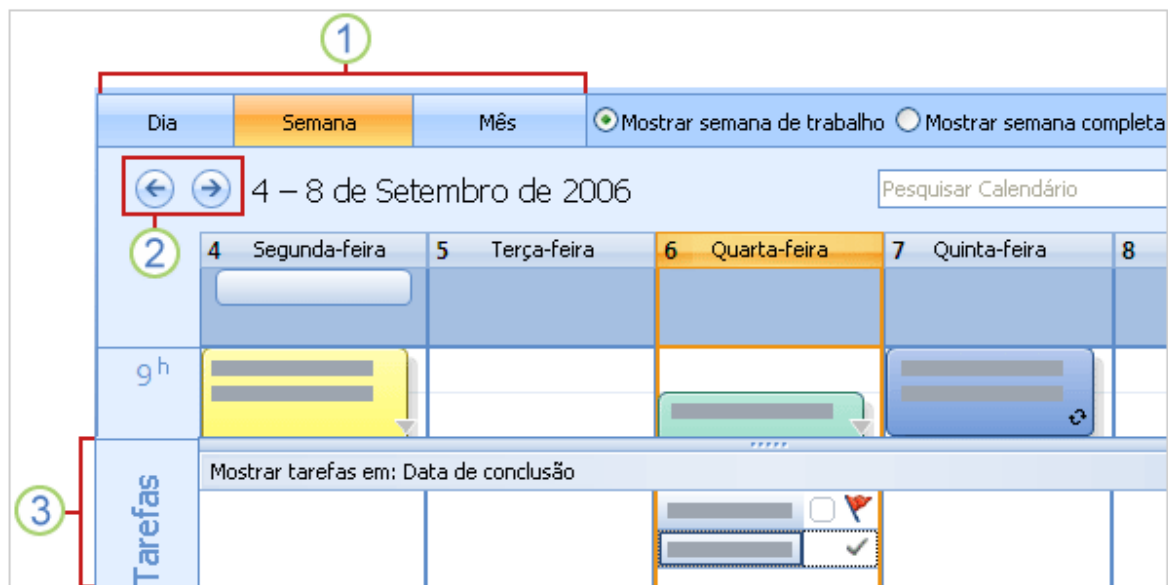 1
Dia Semana Mês Mostrar semana de trabalho Mostrar semana completa
4 – 8 de Setembro de 2006 Pesquisar Calendário
2
4 Segunda-feira 5 Terça-feira 6 Quarta-feira 7 Quinta-feira 8
9 h
Mostrar tarefas em: Data de conclusão
3
Tarefas